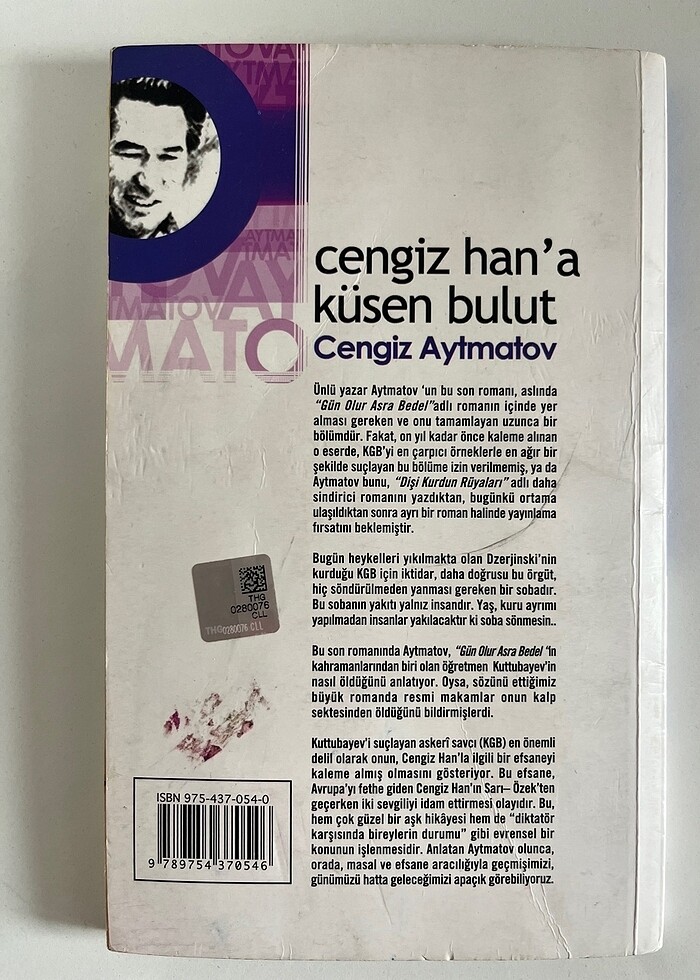 TOVA
AYTMA
AYTMA
TMAT
TOVAY
TMATOV
MATO
cengiz han'a
küsen bulut
Cengiz Aytmatov
Ünlü yazar Aytmatov 'un bu son romanı, aslında
"Gün Olur Asra Bedel"adlı romanın içinde yer
alması gereken ve onu tamamlayan uzunca bir
bölümdür. Fakat, on yıl kadar önce kaleme alınan
o eserde, KGB'yi en çarpıcı örneklerle en ağır bir
şekilde suçlayan bu bölüme izin verilmemiş, ya da
Aytmatov bunu, "Dişi Kurdun Rüyaları" adlı daha
sindirici romanını yazdıktan, bugünkü ortama
ulaşıldıktan sonra ayrı bir roman halinde yayınlama
fırsatını beklemiştir.
Bugün heykelleri yıkılmakta olan Dzerjinski'nin
kurduğu KGB için iktidar, daha doğrusu bu örgüt,
hiç söndürülmeden yanması gereken bir sobadır.
Bu sobanın yakıtı yalnız insandır. Yaş, kuru ayrımı
yapılmadan insanlar yakılacaktır ki soba sönmesin..
Bu son romanında Aytmatov, "Gün Olur Asra Bedel "in
kahramanlarından biri olan öğretmen Kuttubayev'in
nasıl öldüğünü anlatıyor. Oysa, sözünü ettiğimiz
büyük romanda resmi makamlar onun kalp
sektesinden öldüğünü bildirmişlerdi.
Kuttubayev'i suçlayan askerî savcı (KGB) en önemli
delil olarak onun, Cengiz Han'la ilgili bir efsaneyi
kaleme almış olmasını gösteriyor. Bu efsane,
Avrupa'yı fethe giden Cengiz Han'ın Sarı– Özek'ten
geçerken iki sevgiliyi idam ettirmesi olayıdır. Bu,
hem çok güzel bir aşk hikâyesi hem de "diktatör
karşısında bireylerin durumu" gibi evrensel bir
konunun işlenmesidir. Anlatan Aytmatov olunca,
orada, masal ve efsane aracılığıyla geçmişimizi,
günümüzü hatta geleceğimizi apaçık görebiliyoruz.
THG
0280076
CLL
THG0280076 CLL
ISBN 975-437-054-0
9 789754 370546